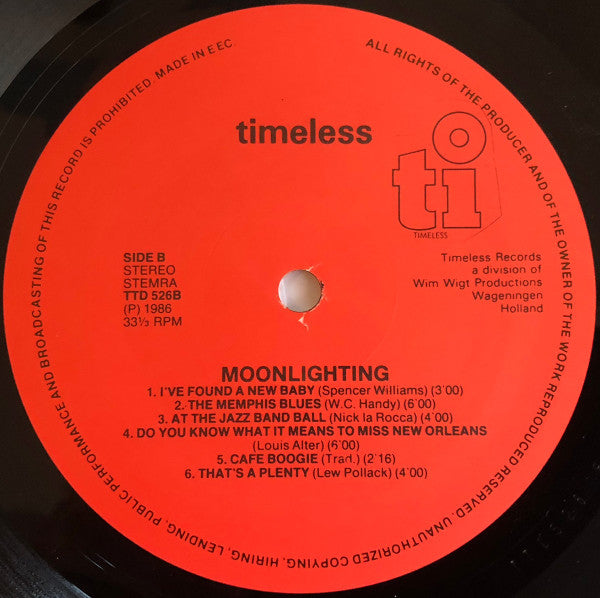 timeless
ti
TIMELESS
SIDE B
STEREO
STEMRA
TTD 526B
(P) 1986
33⅓ RPM
Timeless Records
a division of
Wim Wigt Productions
Wageningen
Holland
MOONLIGHTING
1. I'VE FOUND A NEW BABY (Spencer Williams) (3'00)
2. THE MEMPHIS BLUES (W.C. Handy) (6'00)
3. AT THE JAZZ BAND BALL (Nick la Rocca) (4'00)
4. DO YOU KNOW WHAT IT MEANS TO MISS NEW ORLEANS
(Louis Alter) (6'00)
5. CAFE BOOGIE (Trad.) (2'16)
6. THAT'S A PLENTY (Lew Pollack) (4'00)
ALL RIGHTS OF THE PRODUCER AND OF THE OWNER OF THE WORK REPRODUCED RESERVED. UNAUTHORIZED COPYING, HIRING, LENDING, PUBLIC PERFORMANCE AND BROADCASTING OF THIS RECORD IS PROHIBITED. MADE IN E EC.